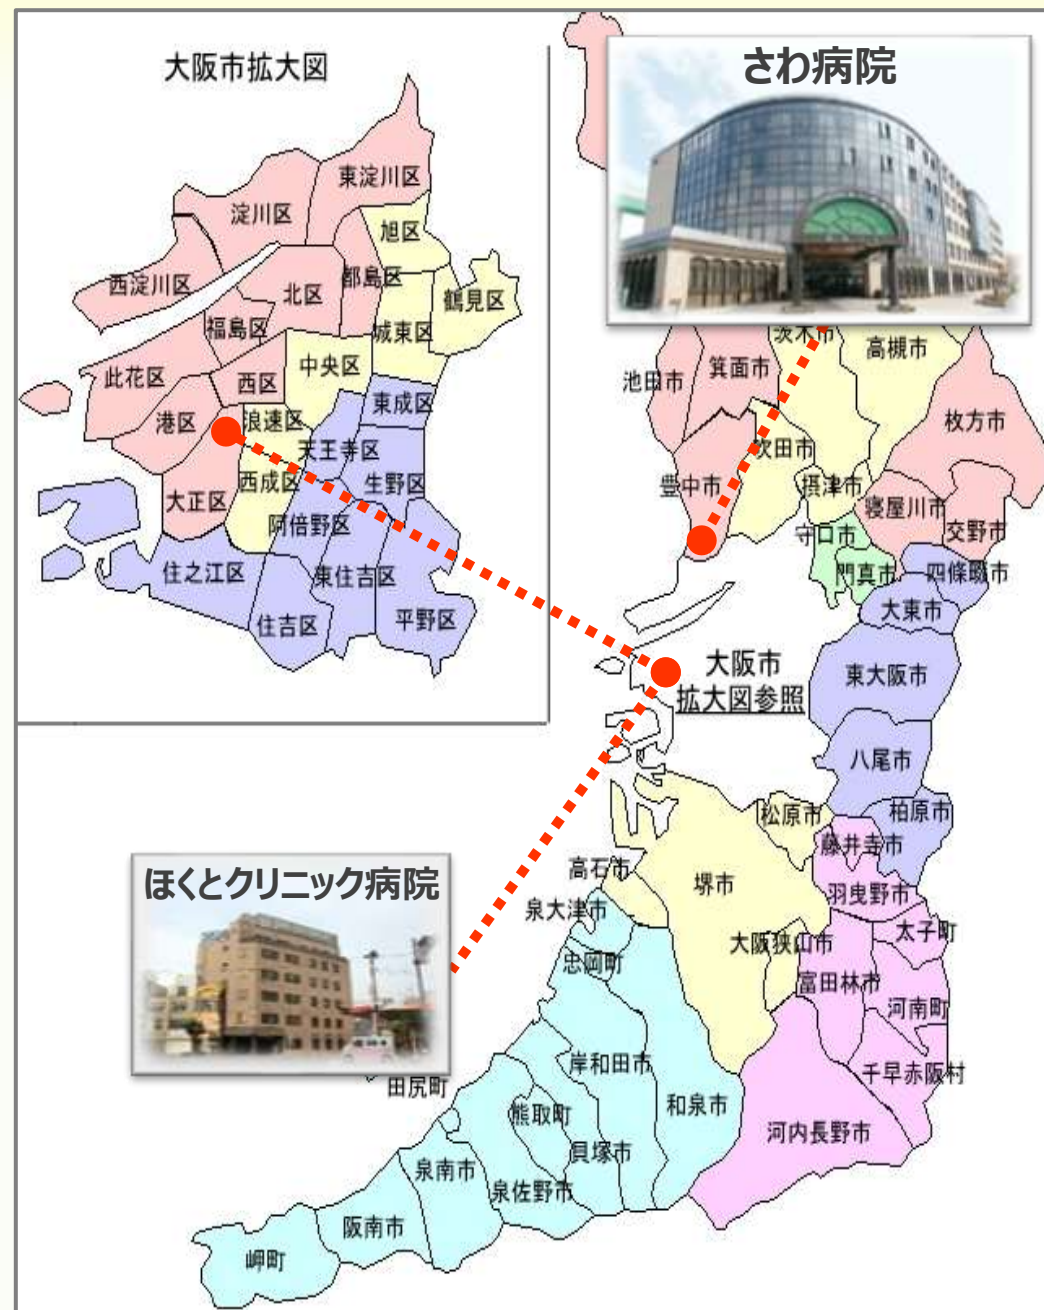 大阪市拡大図
東淀川区
淀川区
旭区
西淀川区
北区
都島区
鶴見区
福島区
城東区
此花区
西区
中央区
東成区
港区
浪速区
天王寺区
大正区
西成区
生野区
阿倍野区
住之江区
東住吉区
住吉区
平野区
さわ病院
茨木市
高槻市
池田市
箕面市
枚方市
吹田市
豊中市
摂津市
寝屋川市
守口市
交野市
門真市
四條畷市
大東市
大阪市
拡大図参照
東大阪市
八尾市
松原市
柏原市
藤井寺市
高石市
堺市
羽曳野市
泉大津市
太子町
大阪狭山市
忠岡町
富田林市
河南町
ほくとクリニック病院
岸和田市
千早赤阪村
田尻町
熊取町
和泉市
河内長野市
貝塚市
泉南市
泉佐野市
阪南市
岬町